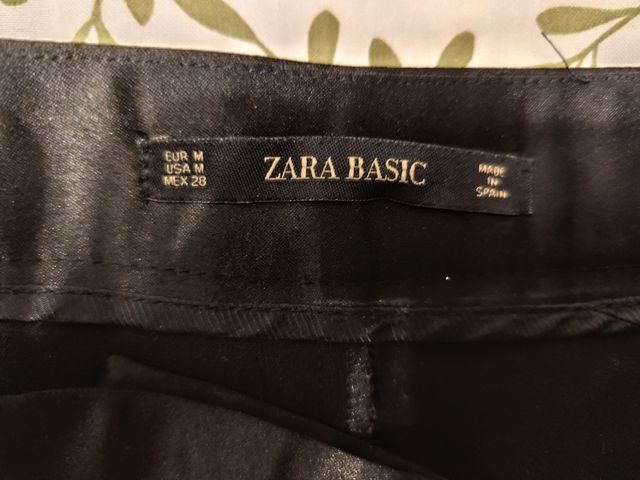 EUR M
USA M
MEX 28
ZARA BASIC
MADE
IN
SPAIN